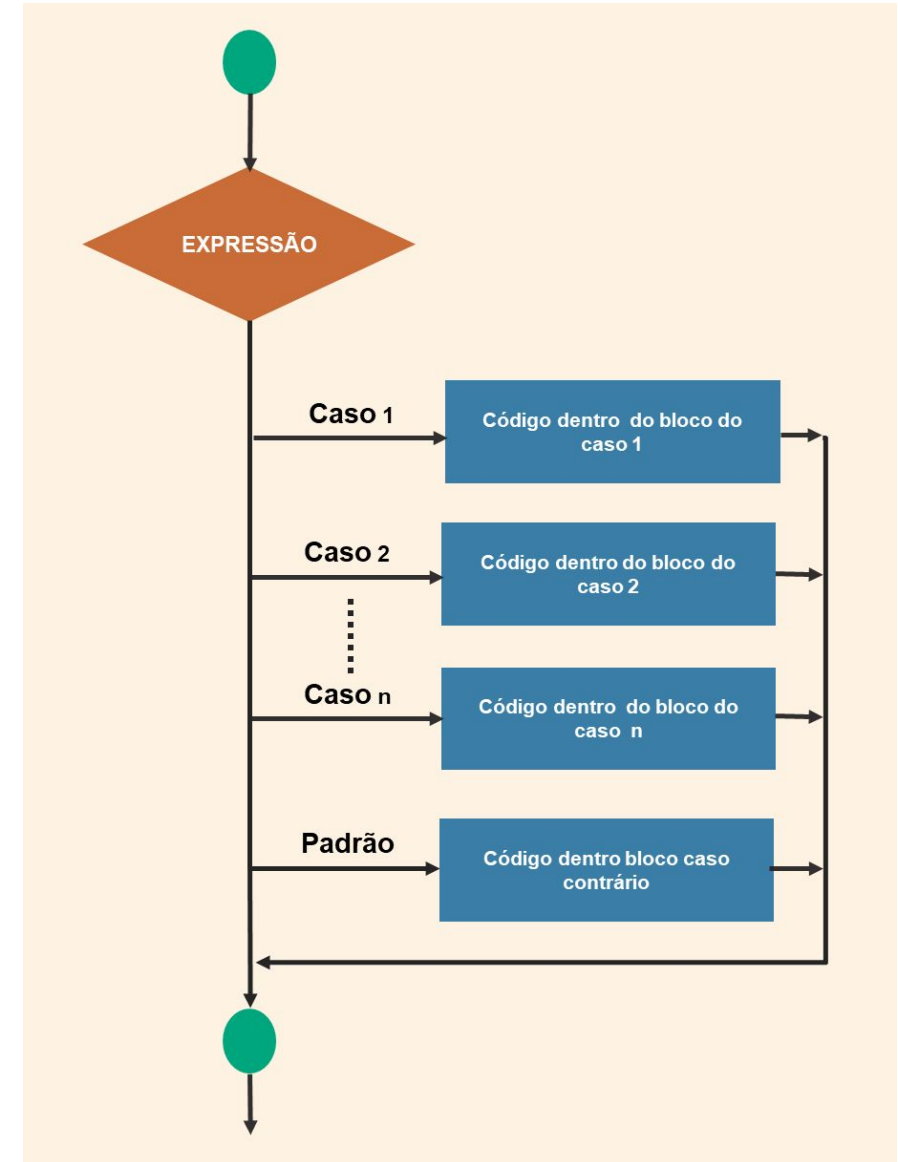 EXPRESSÃO
Caso 1
Código dentro do bloco do
caso 1
Caso 2
Código dentro do bloco do
caso 2
Caso n
Código dentro do bloco do
caso n
Padrão
Código dentro bloco caso
contrário